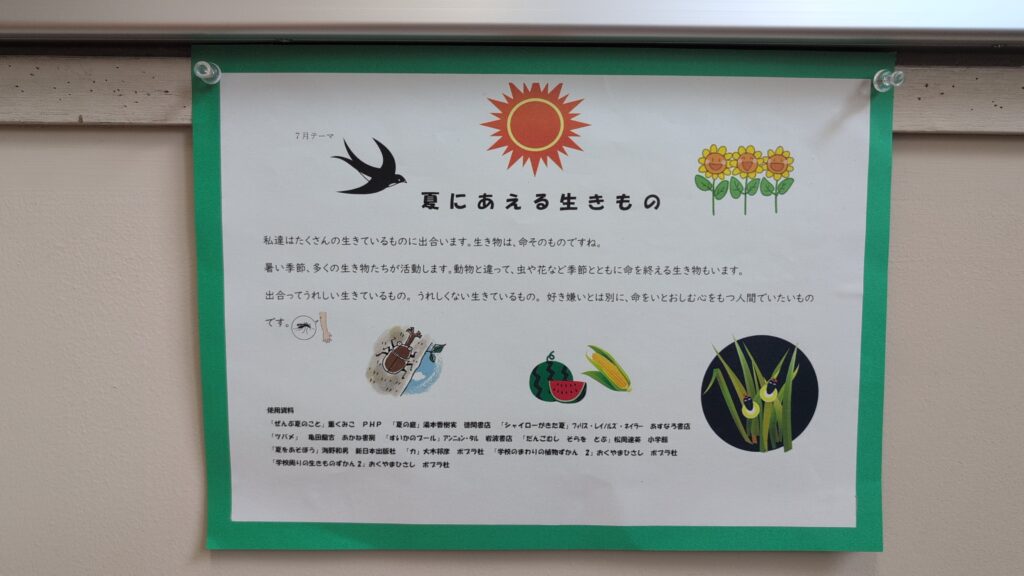 7月テーマ
夏にあえる生きもの
私達はたくさんの生きているものに出合います。生き物は、命そのものですね。
暑い季節、多くの生き物たちが活動します。動物と違って、虫や花など季節とともに命を終える生き物もいます。
出合ってうれしい生きているもの。うれしくない生きているもの。好き嫌いとは別に、命をいとおしむ心をもつ人間でいたいもの
です。
使用資料
「ぜんぶ夏のこと」薫くみこ PHP 「夏の庭」湯本香樹実 徳間書店 「シャイローがきた夏」フィリス・レイノルズ・ネイラー あすなろ書店
「ツバメ」 亀田龍吉 あかね書房 「すいかのプール」アンニョン・タル 岩波書店 「だんごむし そらを とぶ」松岡達英 小学館
「夏をあそぼう」海野和男 新日本出版社 「カ」大木邦彦 ポプラ社 「学校のまわりの植物ずかん 2」おくやまひさし ポプラ社
「学校周りの生きものずかん2」おくやまひさし ポプラ社